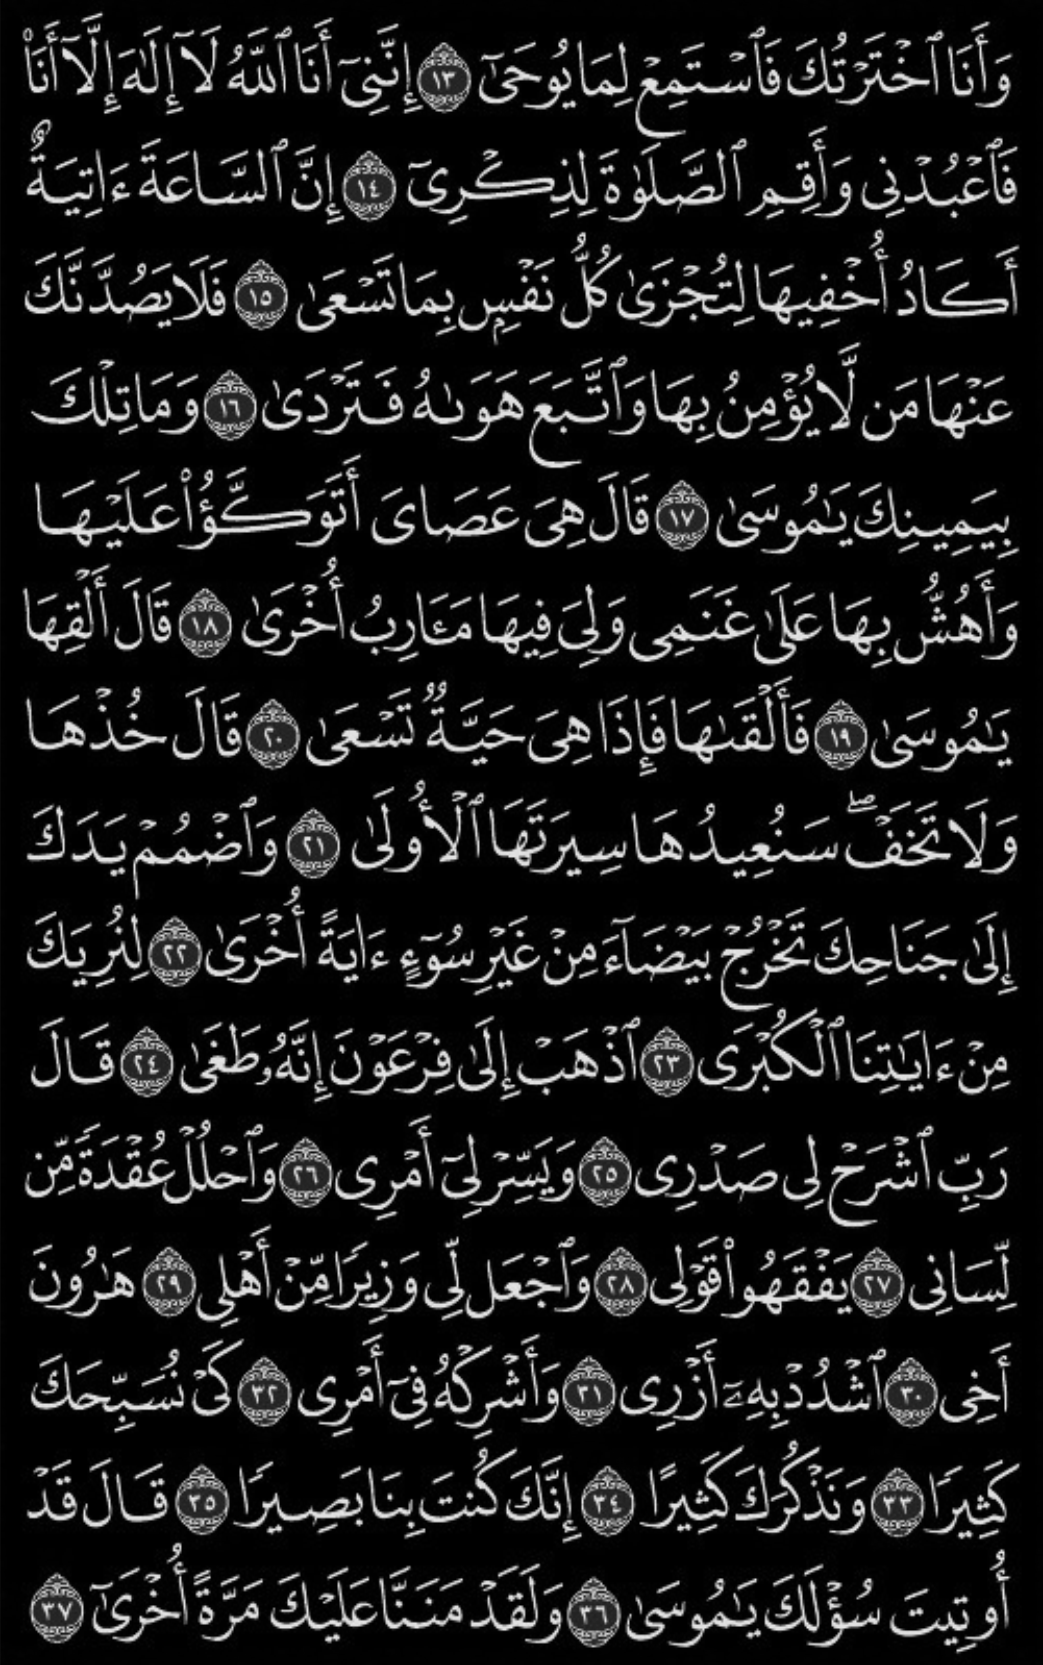 وَأَنَا ٱخْتَرْتُكَ فَٱسْتَمِعْ لِمَا يُوحَىٰٓ ١٣ إِنَّنِىٓ أَنَا ٱللَّهُ لَآ إِلَٰهَ إِلَّآ أَنَا۠
فَٱعْبُدْنِى وَأَقِمِ ٱلصَّلَوٰةَ لِذِكْرِىٓ ١٤ إِنَّ ٱلسَّاعَةَ ءَاتِيَةٌ
أَكَادُ أُخْفِيهَا لِتُجْزَىٰ كُلُّ نَفْسٍۭ بِمَا تَسْعَىٰ ١٥ فَلَا يَصُدَّنَّكَ
عَنْهَا مَن لَّا يُؤْمِنُ بِهَا وَٱتَّبَعَ هَوَىٰهُ فَتَرْدَىٰ ١٦ وَمَا تِلْكَ
بِيَمِينِكَ يَٰمُوسَىٰ ١٧ قَالَ هِىَ عَصَاىَ أَتَوَكَّؤُا۟ عَلَيْهَا
وَأَهُشُّ بِهَا عَلَىٰ غَنَمِى وَلِىَ فِيهَا مَـَٔارِبُ أُخْرَىٰ ١٨ قَالَ أَلْقِهَا
يَٰمُوسَىٰ ١٩ فَأَلْقَىٰهَا فَإِذَا هِىَ حَيَّةٌ تَسْعَىٰ ٢٠ قَالَ خُذْهَا
وَلَا تَخَفْ ۖ سَنُعِيدُهَا سِيرَتَهَا ٱلْأُولَىٰ ٢١ وَٱضْمُمْ يَدَكَ
إِلَىٰ جَنَاحِكَ تَخْرُجْ بَيْضَآءَ مِنْ غَيْرِ سُوٓءٍ ءَايَةً أُخْرَىٰ ٢٢ لِنُرِيَكَ
مِنْ ءَايَٰتِنَا ٱلْكُبْرَى ٢٣ ٱذْهَبْ إِلَىٰ فِرْعَوْنَ إِنَّهُۥ طَغَىٰ ٢٤ قَالَ
رَبِّ ٱشْرَحْ لِى صَدْرِى ٢٥ وَيَسِّرْ لِىٓ أَمْرِى ٢٦ وَٱحْلُلْ عُقْدَةً مِّن
لِّسَانِى ٢٧ يَفْقَهُوا۟ قَوْلِى ٢٨ وَٱجْعَل لِّى وَزِيرًا مِّنْ أَهْلِى ٢٩ هَٰرُونَ
أَخِى ٣٠ ٱشْدُدْ بِهِۦٓ أَزْرِى ٣١ وَأَشْرِكْهُ فِىٓ أَمْرِى ٣٢ كَىْ نُسَبِّحَكَ
كَثِيرًا ٣٣ وَنَذْكُرَكَ كَثِيرًا ٣٤ إِنَّكَ كُنتَ بِنَا بَصِيرًا ٣٥ قَالَ قَدْ
أُوتِيتَ سُؤْلَكَ يَٰمُوسَىٰ ٣٦ وَلَقَدْ مَنَنَّا عَلَيْكَ مَرَّةً أُخْرَىٰٓ ٣٧